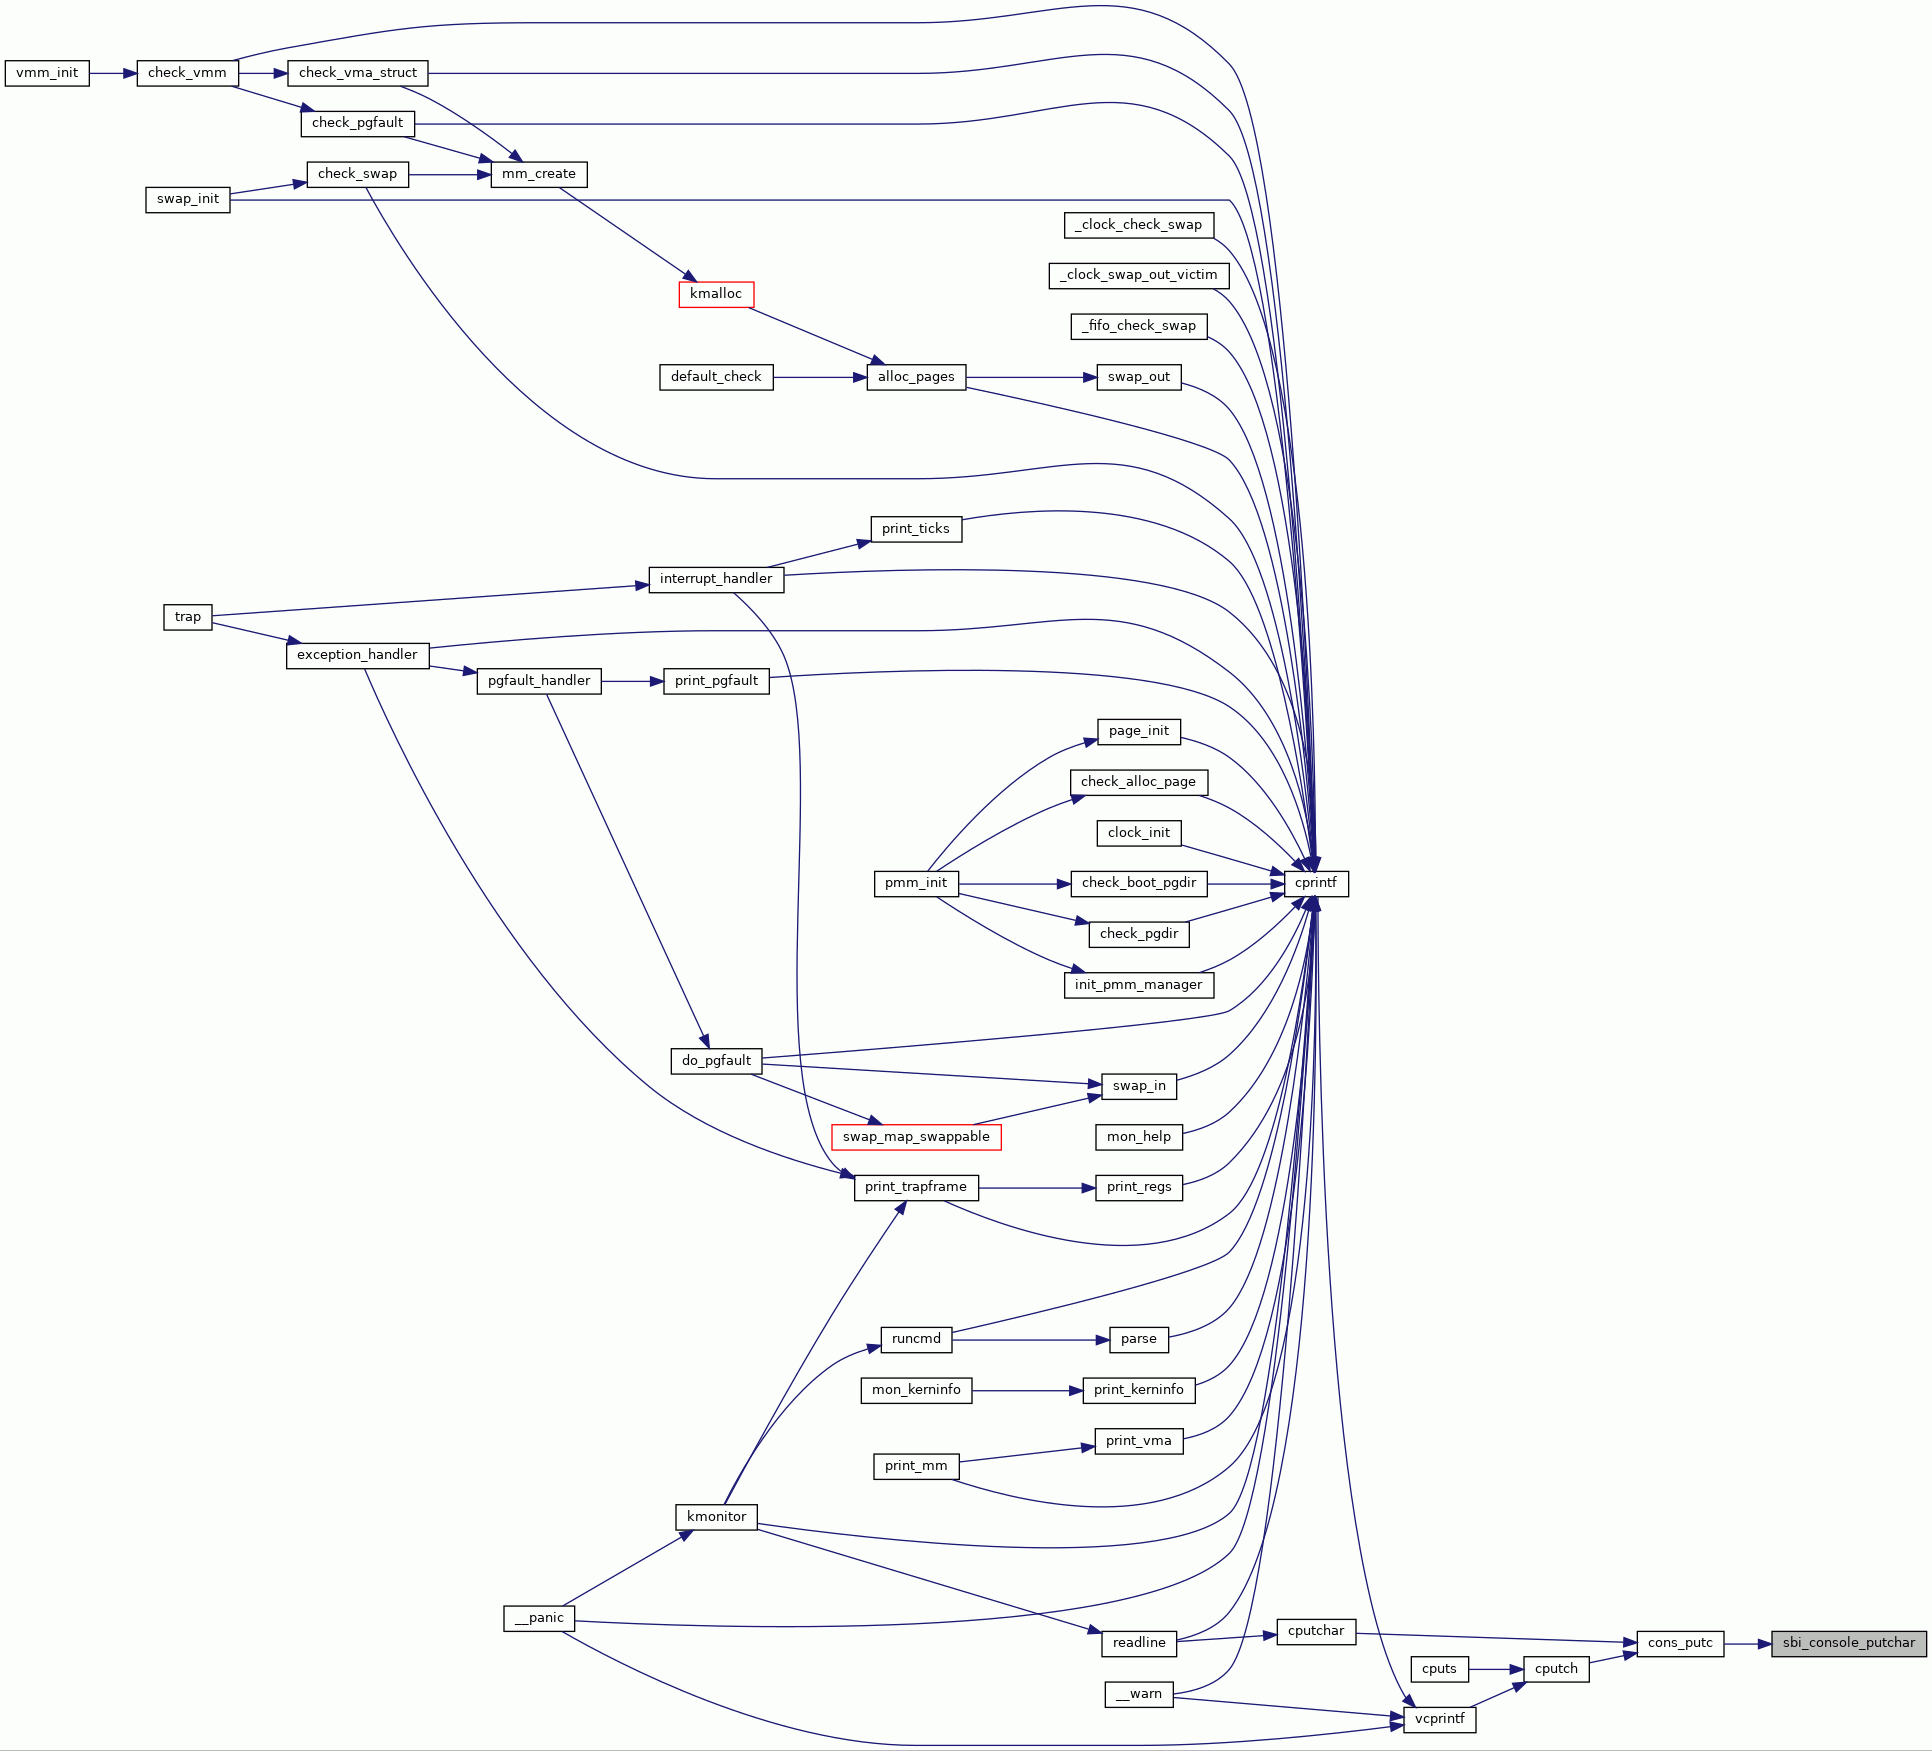 vmm_init
check_vmm
check_vma_struct
check_pgfault
check_swap
mm_create
swap_init
_clock_check_swap
_clock_swap_out_victim
kmalloc
_fifo_check_swap
default_check
alloc_pages
swap_out
print_ticks
interrupt_handler
trap
exception_handler
pgfault_handler
print_pgfault
page_init
check_alloc_page
clock_init
pmm_init
check_boot_pgdir
cprintf
check_pgdir
init_pmm_manager
do_pgfault
swap_in
swap_map_swappable
mon_help
print_trapframe
print_regs
runcmd
parse
mon_kerninfo
print_kerninfo
print_vma
print_mm
kmonitor
__panic
readline
cputchar
cons_putc
sbi_console_putchar
cputs
cputch
__warn
vcprintf